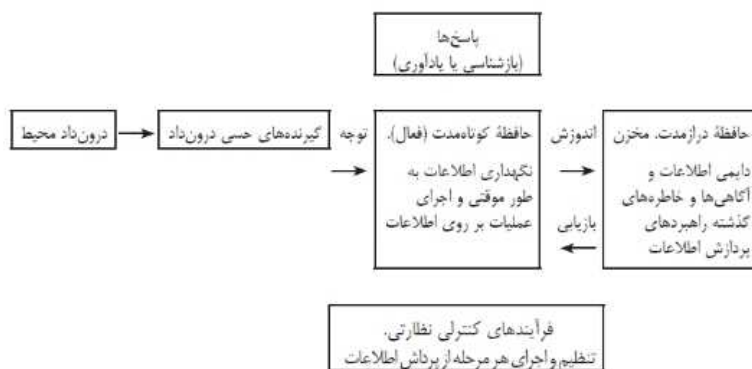 پاسخ‌ها
(بازشناسی یا یادآوری)
درون‌داد محیط
گیرنده‌های حسی درون‌داد
توجه
حافظهٔ کوتاه‌مدت (فعال).
نگهداری اطلاعات به
طور موقتی و اجرای
عملیات بر روی اطلاعات
اندوزش
بازیابی
حافظهٔ درازمدت. مخزن
دایمی اطلاعات و
آگاهی‌ها و خاطره‌های
گذشته راهبردهای
پردازش اطلاعات
فرآیندهای کنترلی نظارتی.
تنظیم و اجرای هر مرحله از پرداش اطلاعات